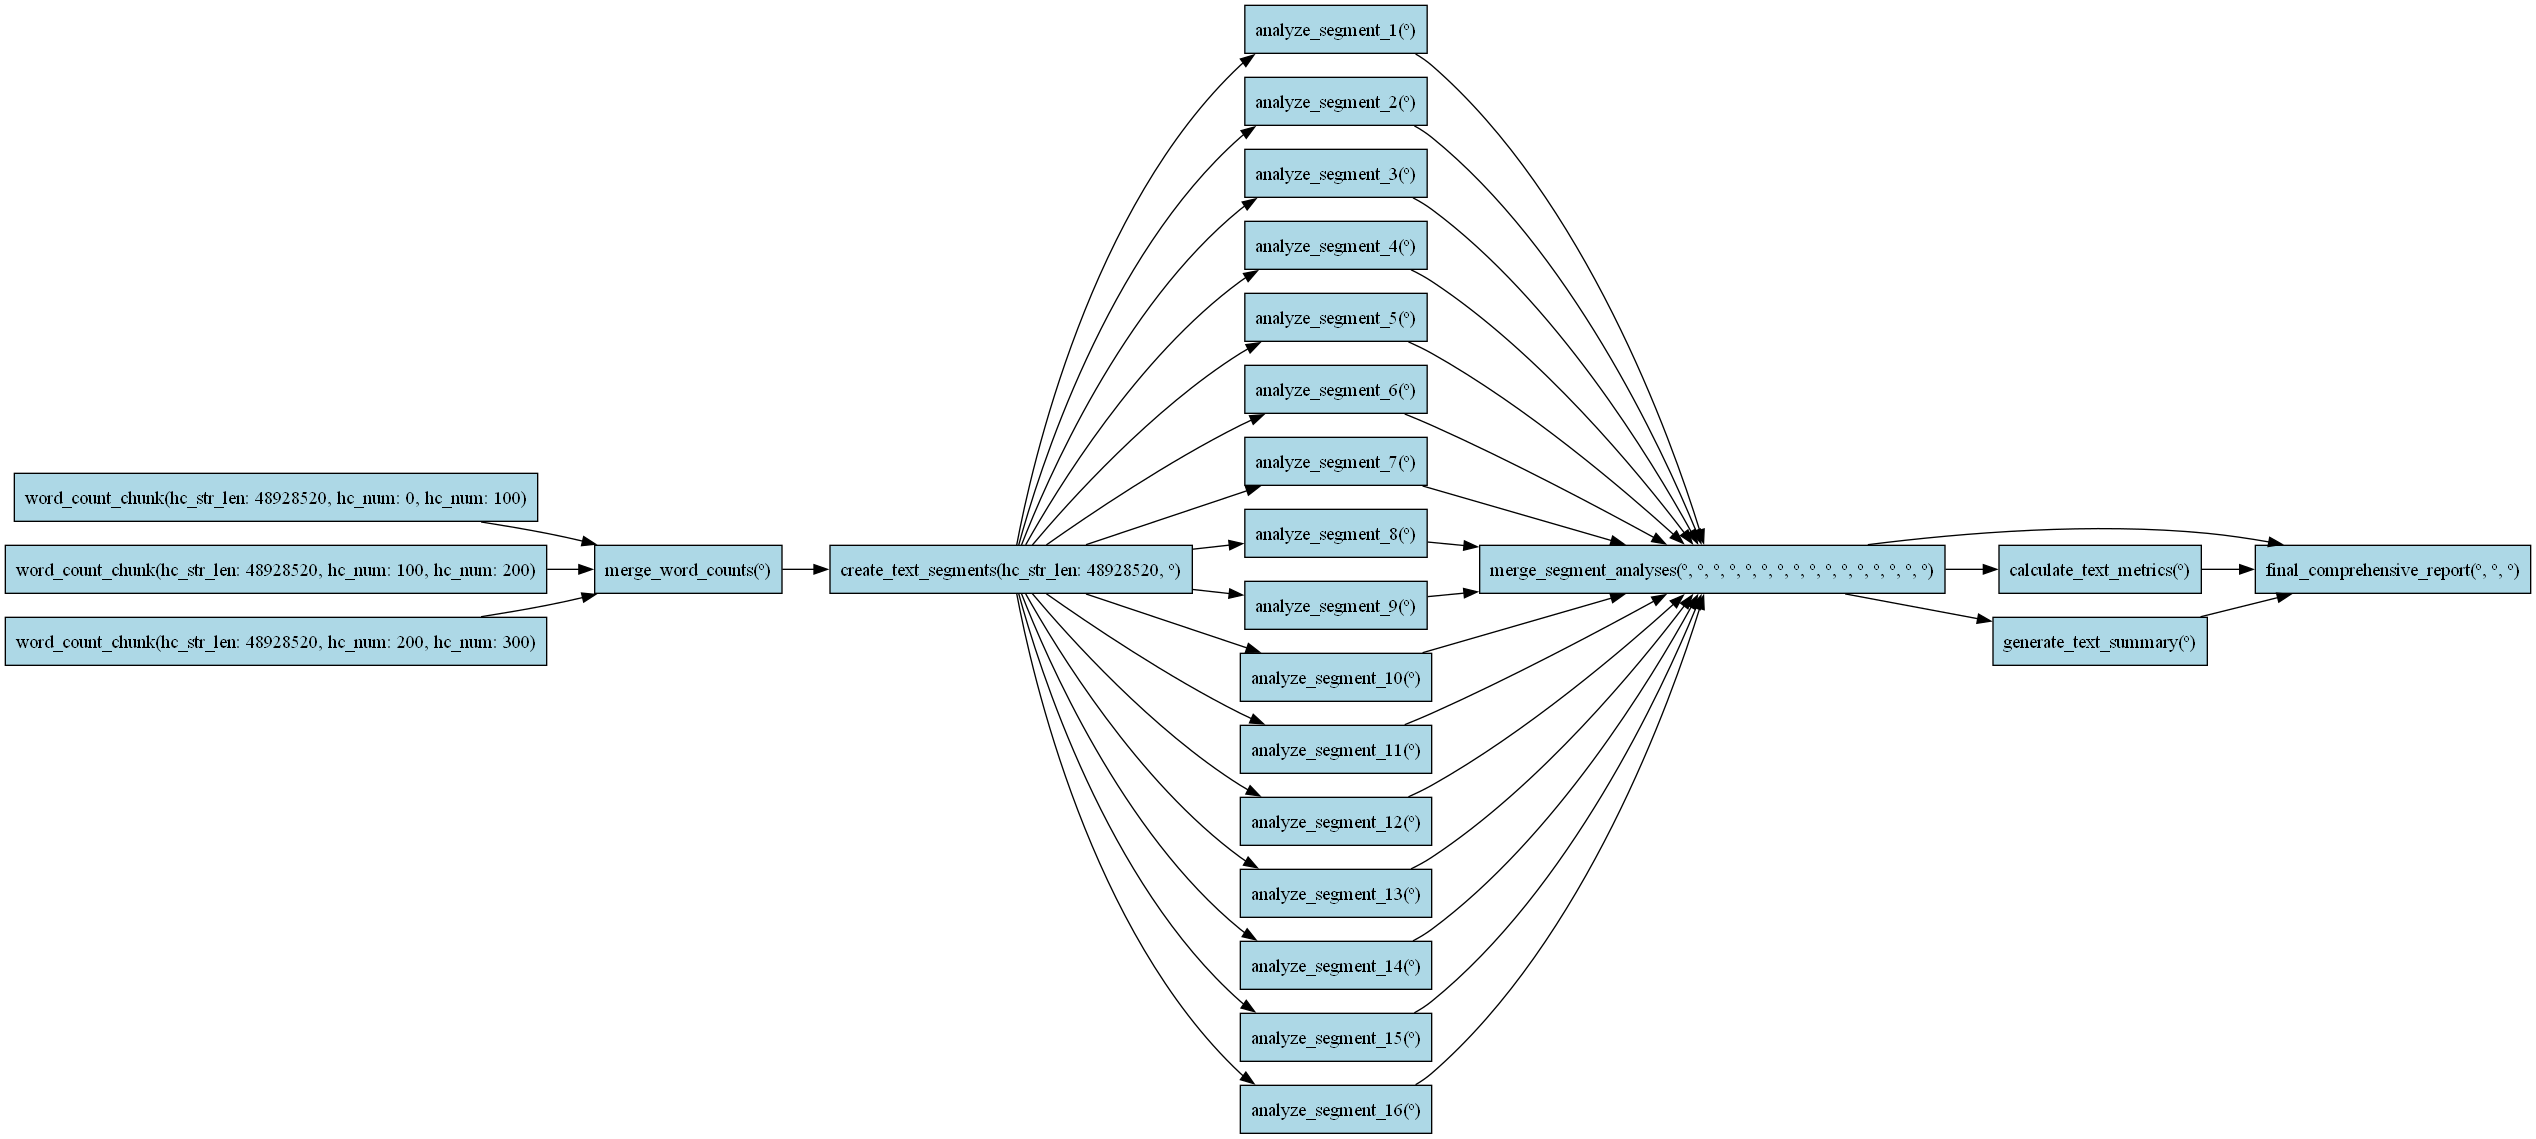 word_count_chunk(hc_str_len: 48928520, hc_num: 0, hc_num: 100)
word_count_chunk(hc_str_len: 48928520, hc_num: 100, hc_num: 200)
word_count_chunk(hc_str_len: 48928520, hc_num: 200, hc_num: 300)
merge_word_counts(°)
create_text_segments(hc_str_len: 48928520, °)
analyze_segment_1(°)
analyze_segment_2(°)
analyze_segment_3(°)
analyze_segment_4(°)
analyze_segment_5(°)
analyze_segment_6(°)
analyze_segment_7(°)
analyze_segment_8(°)
analyze_segment_9(°)
analyze_segment_10(°)
analyze_segment_11(°)
analyze_segment_12(°)
analyze_segment_13(°)
analyze_segment_14(°)
analyze_segment_15(°)
analyze_segment_16(°)
merge_segment_analyses(°, °, °, °, °, °, °, °, °, °, °, °, °, °, °, °)
calculate_text_metrics(°)
generate_text_summary(°)
final_comprehensive_report(°, °, °)